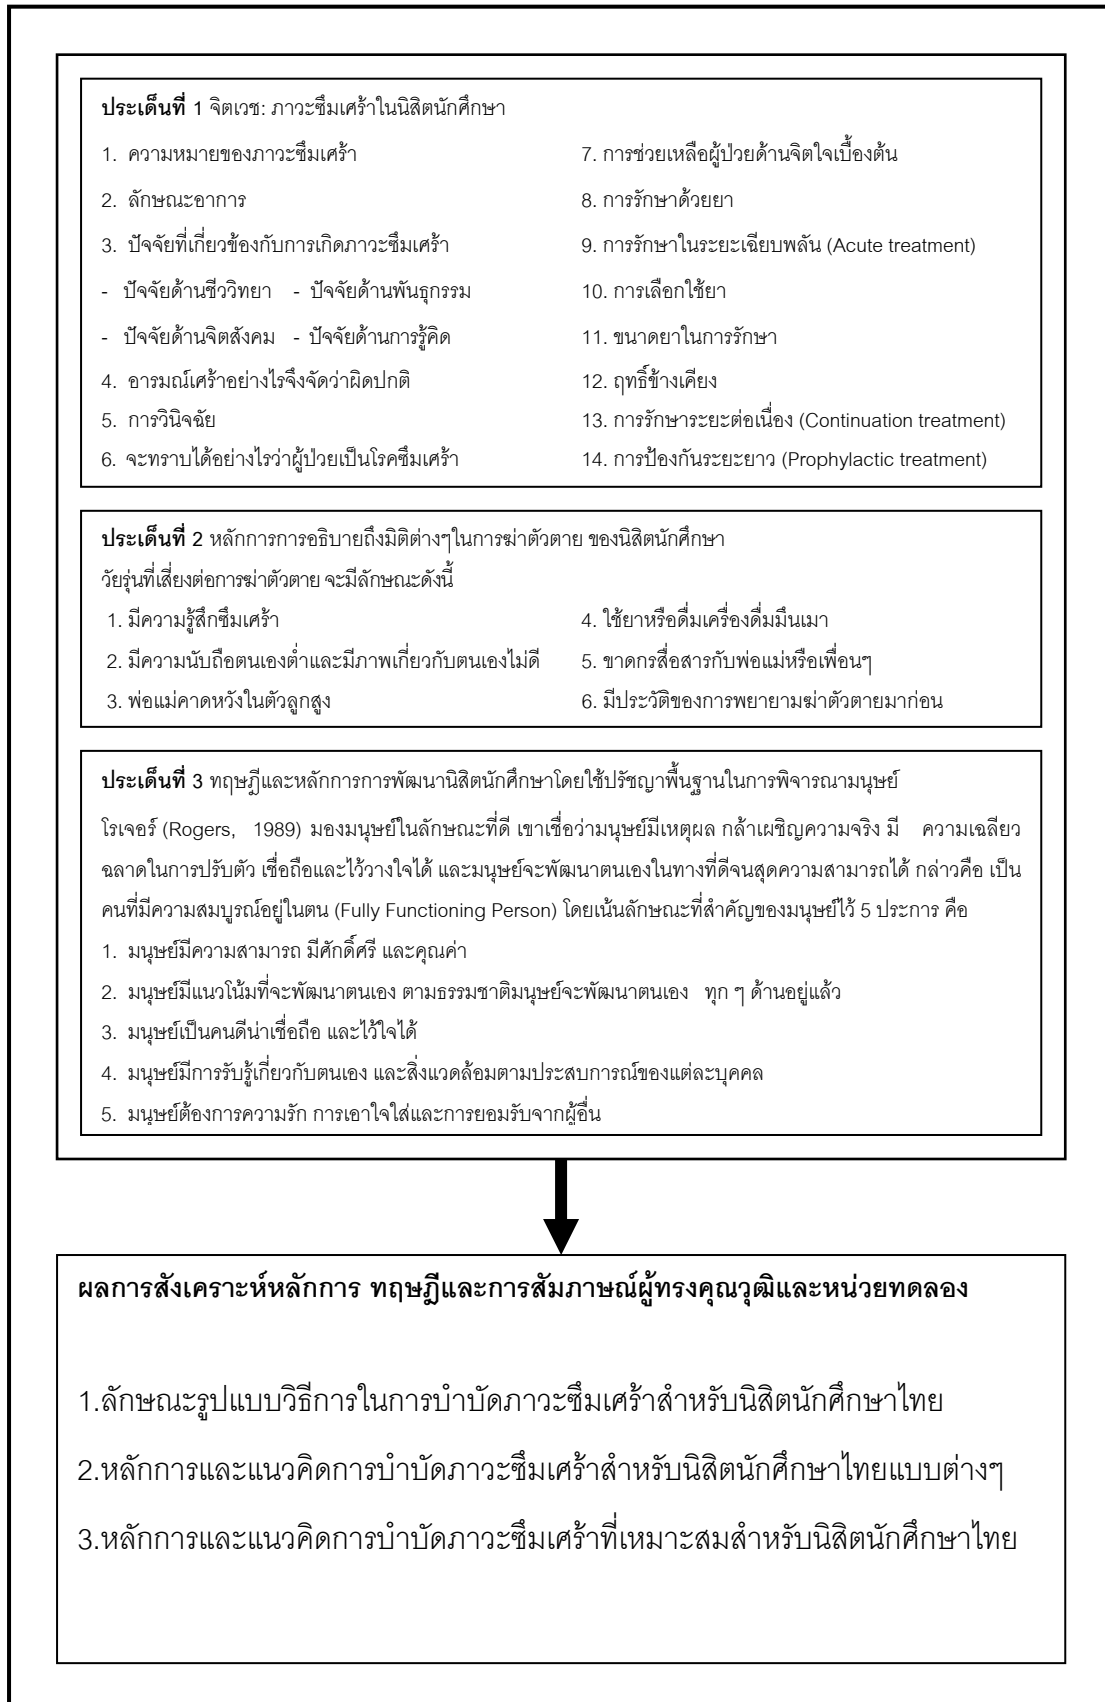 ประเด็นที่ 1 จิตเวช: ภาวะซึมเศร้าในนิสิตนักศึกษา
1. ความหมายของภาวะซึมเศร้า
2. ลักษณะอาการ
3. ปัจจัยที่เกี่ยวข้องกับการเกิดภาวะซึมเศร้า
- ปัจจัยด้านชีววิทยา - ปัจจัยด้านพันธุกรรม
- ปัจจัยด้านจิตสังคม - ปัจจัยด้านการรู้คิด
4. อารมณ์เศร้าอย่างไรจึงจัดว่าผิดปกติ
5. การวินิจฉัย
6. จะทราบได้อย่างไรว่าผู้ป่วยเป็นโรคซึมเศร้า
7. การช่วยเหลือผู้ป่วยด้านจิตใจเบื้องต้น
8. การรักษาด้วยยา
9. การรักษาในระยะเฉียบพลัน (Acute treatment)
10. การเลือกใช้ยา
11. ขนาดยาในการรักษา
12. ฤทธิ์ข้างเคียง
13. การรักษาระยะต่อเนื่อง (Continuation treatment)
14. การป้องกันระยะยาว (Prophylactic treatment)
ประเด็นที่ 2 หลักการการอธิบายถึงมิติต่างๆในการฆ่าตัวตาย ของนิสิตนักศึกษา
วัยรุ่นที่เสี่ยงต่อการฆ่าตัวตาย จะมีลักษณะดังนี้
1. มีความรู้สึกซึมเศร้า
2. มีความนับถือตนเองต่ำและมีภาพเกี่ยวกับตนเองไม่ดี
3. พ่อแม่คาดหวังในตัวลูกสูง
4. ใช้ยาหรือดื่มเครื่องดื่มมึนเมา
5. ขาดกรสื่อสารกับพ่อแม่หรือเพื่อนๆ
6. มีประวัติของการพยายามฆ่าตัวตายมาก่อน
ประเด็นที่ 3 ทฤษฎีและหลักการการพัฒนานิสิตนักศึกษาโดยใช้ปรัชญาพื้นฐานในการพิจารณามนุษย์
โรเจอร์ (Rogers, 1989) มองมนุษย์ในลักษณะที่ดี เขาเชื่อว่ามนุษย์มีเหตุผล กล้าเผชิญความจริง มี ความเฉลียว
ฉลาดในการปรับตัว เชื่อถือและไว้วางใจได้ และมนุษย์จะพัฒนาตนเองในทางที่ดีจนสุดความสามารถได้ กล่าวคือ เป็น
คนที่มีความสมบูรณ์อยู่ในตน (Fully Functioning Person) โดยเน้นลักษณะที่สำคัญของมนุษย์ไว้ 5 ประการ คือ
1. มนุษย์มีความสามารถ มีศักดิ์ศรี และคุณค่า
2. มนุษย์มีแนวโน้มที่จะพัฒนาตนเอง ตามธรรมชาติมนุษย์จะพัฒนาตนเอง ทุก ๆ ด้านอยู่แล้ว
3. มนุษย์เป็นคนดีน่าเชื่อถือ และไว้ใจได้
4. มนุษย์มีการรับรู้เกี่ยวกับตนเอง และสิ่งแวดล้อมตามประสบการณ์ของแต่ละบุคคล
5. มนุษย์ต้องการความรัก การเอาใจใส่และการยอมรับจากผู้อื่น
ผลการสังเคราะห์หลักการ ทฤษฎีและการสัมภาษณ์ผู้ทรงคุณวุฒิและหน่วยทดลอง
1.ลักษณะรูปแบบวิธีการในการบำบัดภาวะซึมเศร้าสำหรับนิสิตนักศึกษาไทย
2.หลักการและแนวคิดการบำบัดภาวะซึมเศร้าสำหรับนิสิตนักศึกษาไทยแบบต่างๆ
3.หลักการและแนวคิดการบำบัดภาวะซึมเศร้าที่เหมาะสมสำหรับนิสิตนักศึกษาไทย